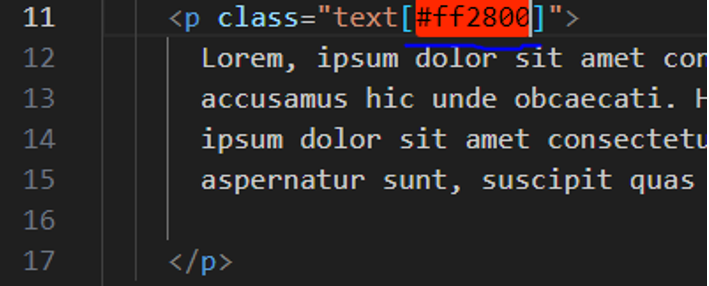 11 <p class="text[#ff2800]">
12 Lorem, ipsum dolor sit amet con
13 accusamus hic unde obcaecati. H
14 ipsum dolor sit amet consectetu
15 aspernatur sunt, suscipit quas
16
17 </p>